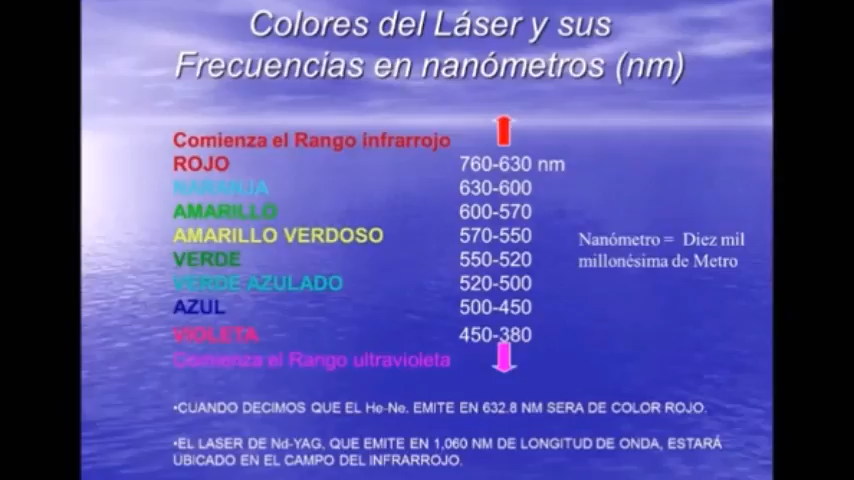 Colores del Láser y sus
Frecuencias en nanómetros (nm)
Comienza el Rango infrarrojo
ROJO 760-630 nm
NARANJA 630-600
AMARILLO 600-570
AMARILLO VERDOSO 570-550
VERDE 550-520
VERDE AZULADO 520-500
AZUL 500-450
VIOLETA 450-380
Comienza el Rango ultravioleta
Nanómetro = Diez mil
millonésima de Metro
•CUANDO DECIMOS QUE EL He-Ne. EMITE EN 632.8 NM SERA DE COLOR ROJO.
•EL LASER DE Nd-YAG, QUE EMITE EN 1,060 NM DE LONGITUD DE ONDA, ESTARÁ
UBICADO EN EL CAMPO DEL INFRARROJO.